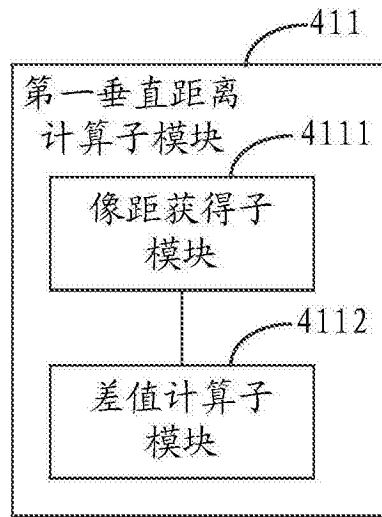 411
第一垂直距离
计算子模块
4111
像距获得子
模块
4112
差值计算子
模块